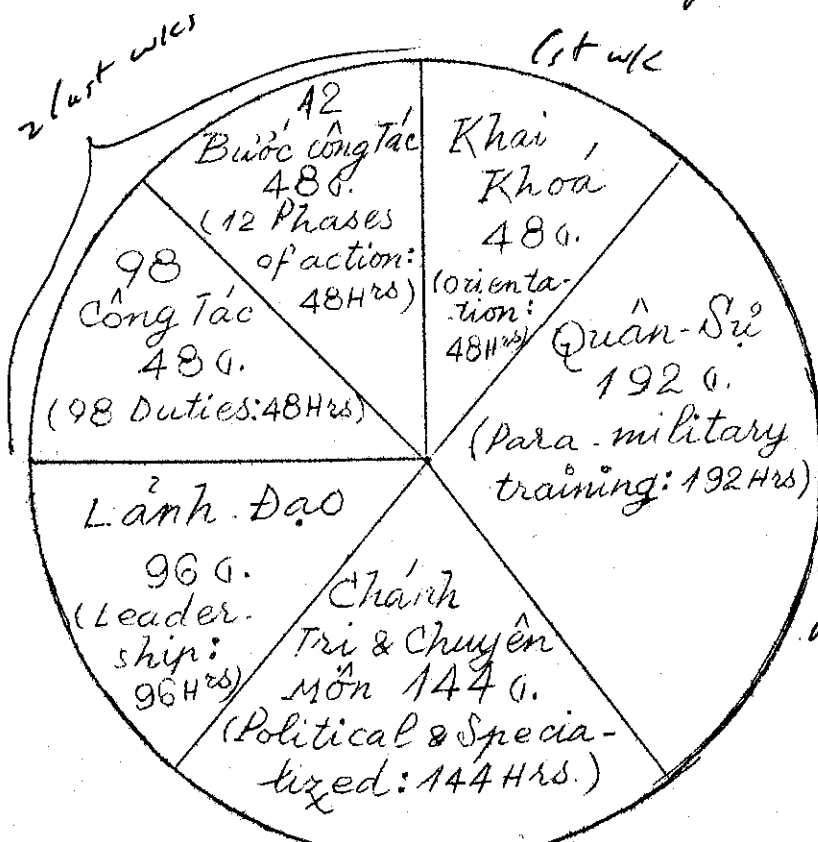 2 last wks
1st wk
12
Bước công Tác
48 G.
(12 Phases
of action:
48 Hrs)
Khai
Khoá
48 G.
(orienta-
tion:
48 Hrs)
98
Công Tác
48 G.
(98 Duties: 48 Hrs)
Quân-Sự
192 G.
(Para-military
training: 192 Hrs)
Lảnh Đạo
96 G.
(Leader-
ship:
96 Hrs)
Chánh
Trị & Chuyên
Môn 144 G.
(Political & Specia-
lized: 144 Hrs.)